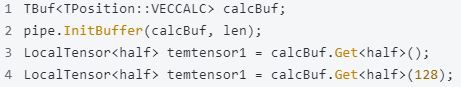 1 TBuf<TPosition::VECCALC> calcBuf;
2 pipe.InitBuffer(calcBuf, len);
3 LocalTensor<half> temtensor1 = calcBuf.Get<half>();
4 LocalTensor<half> temtensor1 = calcBuf.Get<half>(128);